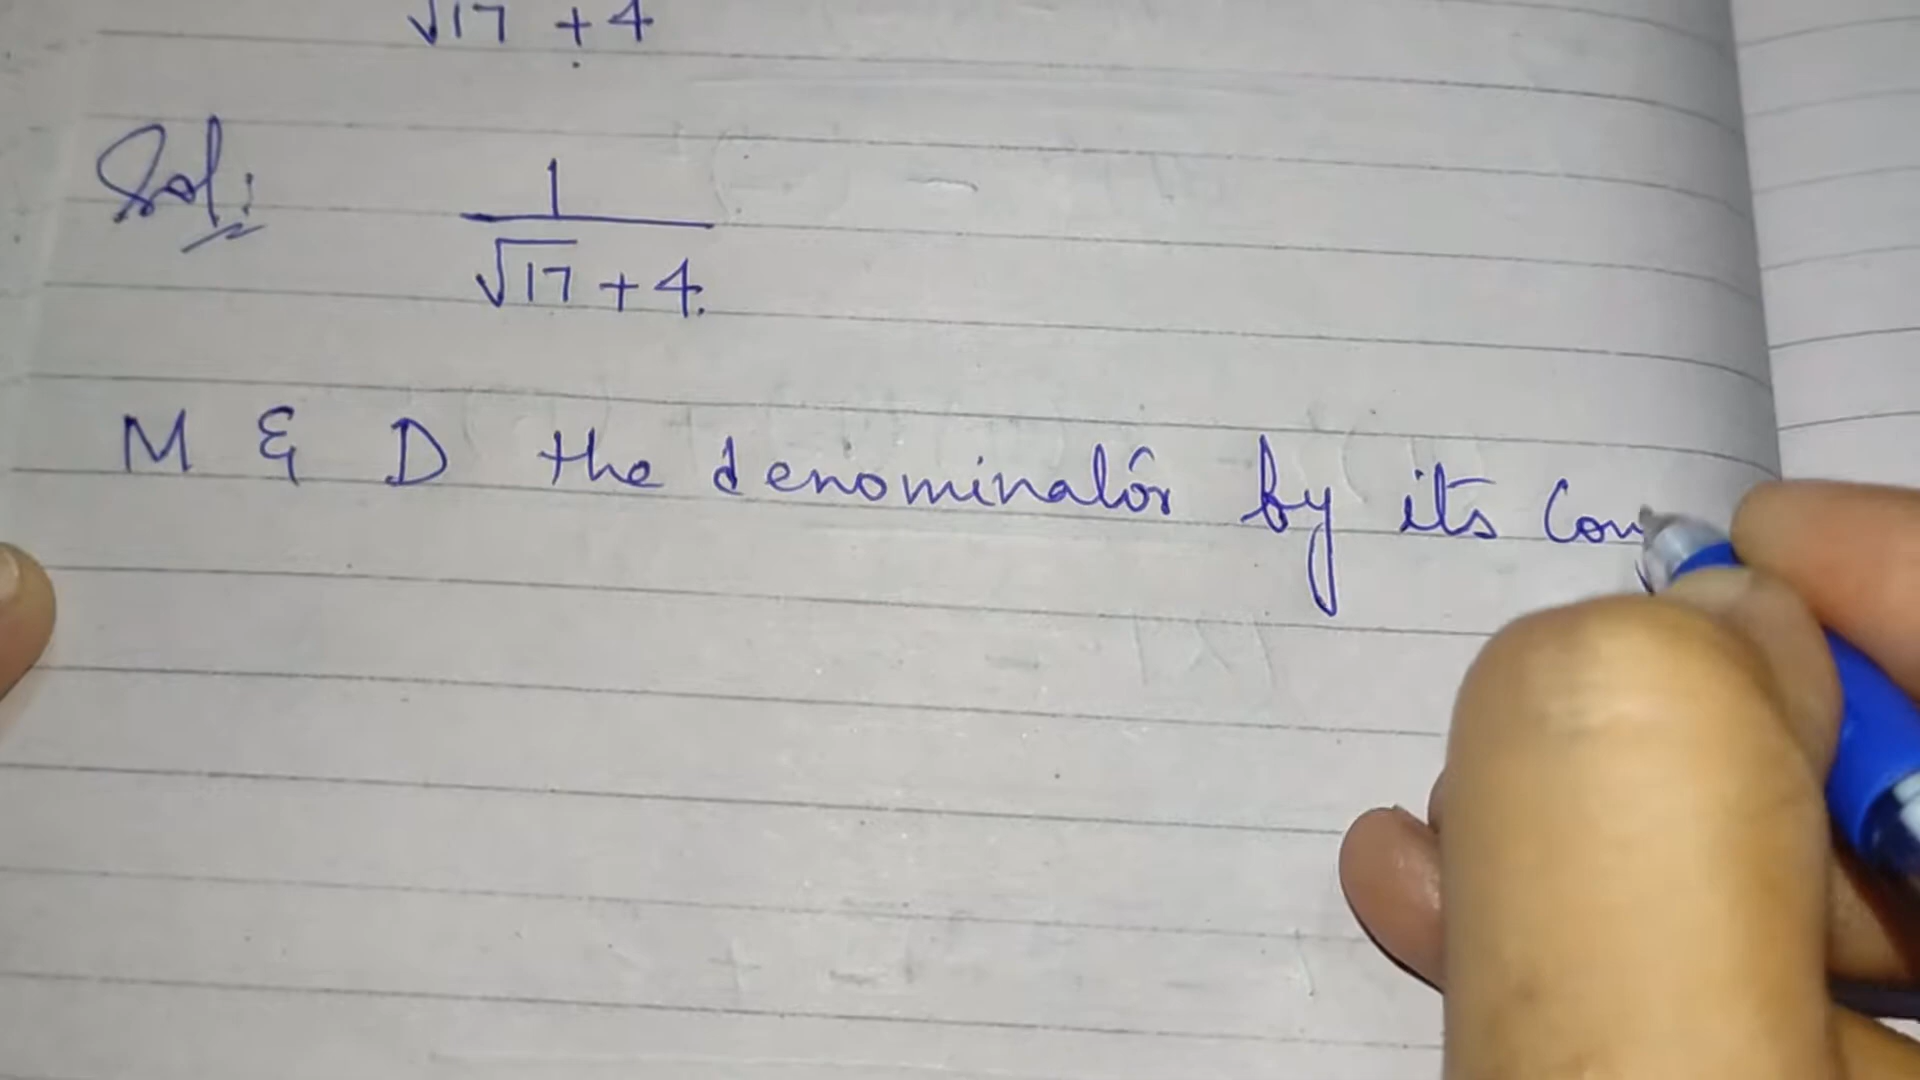 √17 + 4
Sol:
1
√17 + 4.
M & D the denominator by its Con